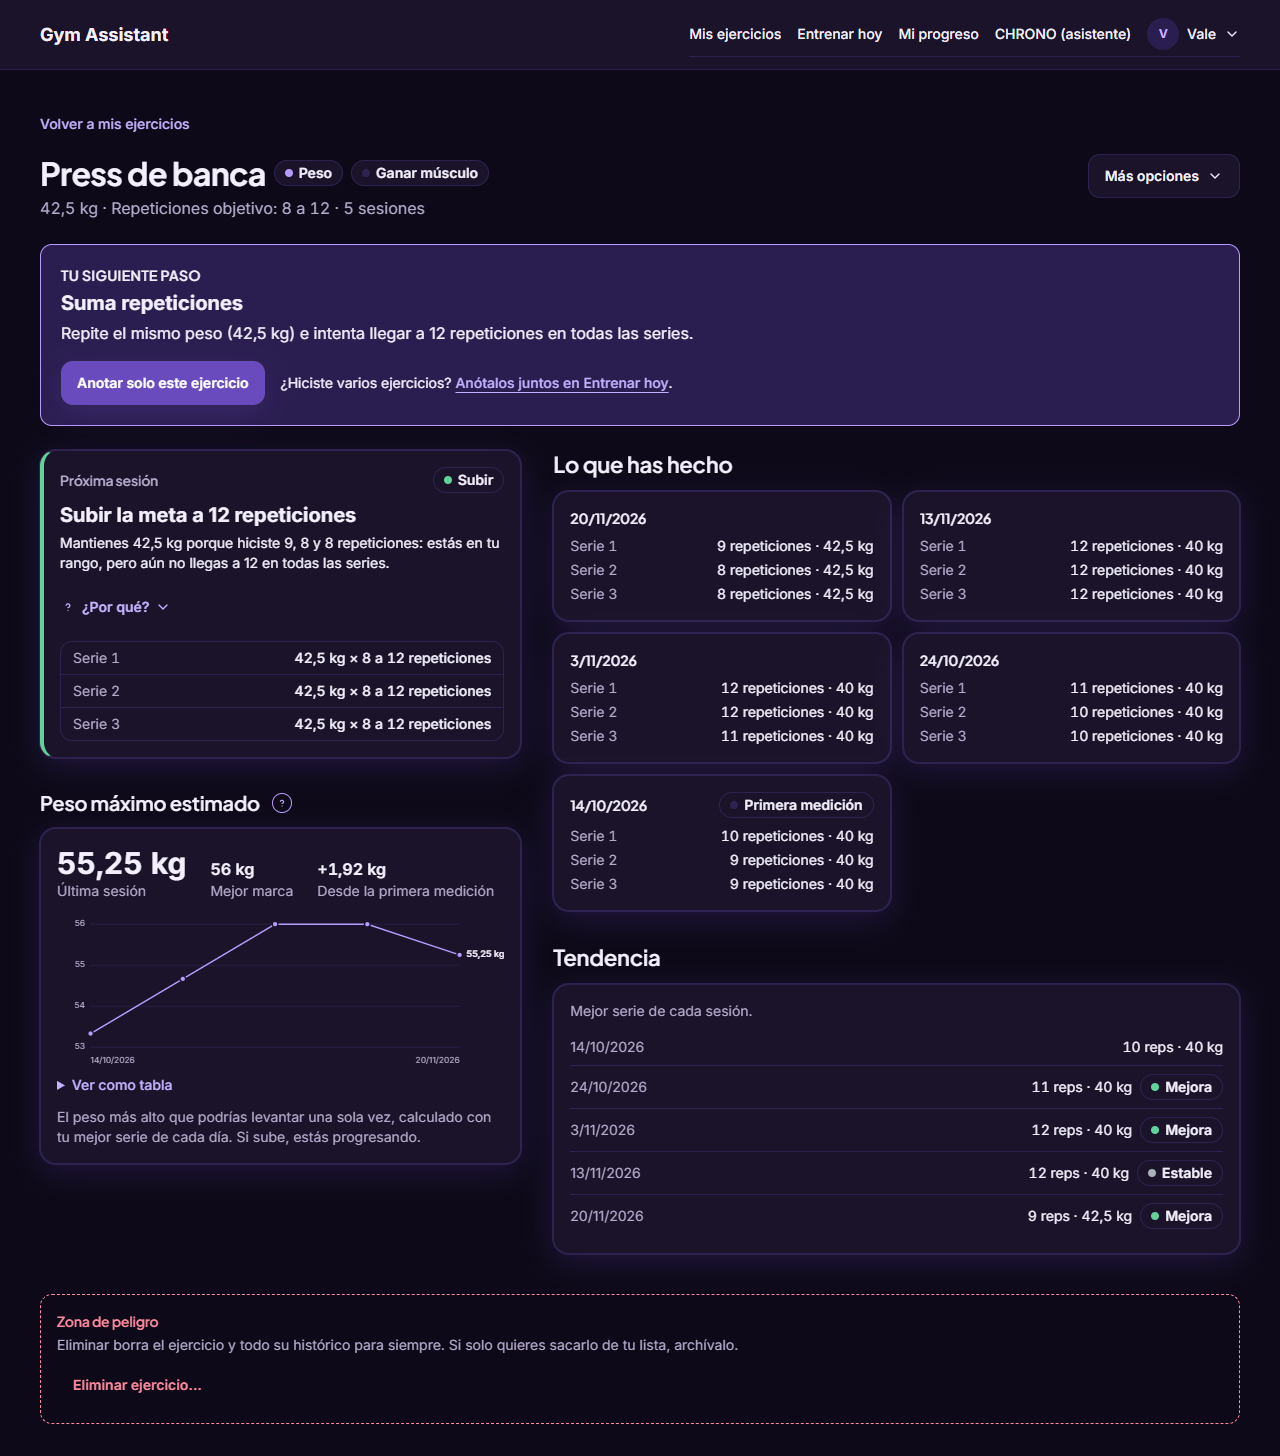 Gym Assistant
Mis ejercicios
Entrenar hoy
Mi progreso
CHRONO (asistente)
V
Vale
Volver a mis ejercicios
Press de banca
Peso
Ganar músculo
Más opciones
42,5 kg · Repeticiones objetivo: 8 a 12 · 5 sesiones
TU SIGUIENTE PASO
Suma repeticiones
Repite el mismo peso (42,5 kg) e intenta llegar a 12 repeticiones en todas las series.
Anotar solo este ejercicio
¿Hiciste varios ejercicios? Anótalos juntos en Entrenar hoy.
Próxima sesión
Subir
Subir la meta a 12 repeticiones
Mantienes 42,5 kg porque hiciste 9, 8 y 8 repeticiones: estás en tu
rango, pero aún no llegas a 12 en todas las series.
? ¿Por qué?
Serie 1 42,5 kg × 8 a 12 repeticiones
Serie 2 42,5 kg × 8 a 12 repeticiones
Serie 3 42,5 kg × 8 a 12 repeticiones
Peso máximo estimado ?
55,25 kg
Última sesión
56 kg
Mejor marca
+1,92 kg
Desde la primera medición
56
55
54
53
55,25 kg
14/10/2026
20/11/2026
Ver como tabla
El peso más alto que podrías levantar una sola vez, calculado con
tu mejor serie de cada día. Si sube, estás progresando.
Lo que has hecho
20/11/2026
Serie 1 9 repeticiones · 42,5 kg
Serie 2 8 repeticiones · 42,5 kg
Serie 3 8 repeticiones · 42,5 kg
13/11/2026
Serie 1 12 repeticiones · 40 kg
Serie 2 12 repeticiones · 40 kg
Serie 3 12 repeticiones · 40 kg
3/11/2026
Serie 1 12 repeticiones · 40 kg
Serie 2 12 repeticiones · 40 kg
Serie 3 11 repeticiones · 40 kg
24/10/2026
Serie 1 11 repeticiones · 40 kg
Serie 2 10 repeticiones · 40 kg
Serie 3 10 repeticiones · 40 kg
14/10/2026 Primera medición
Serie 1 10 repeticiones · 40 kg
Serie 2 9 repeticiones · 40 kg
Serie 3 9 repeticiones · 40 kg
Tendencia
Mejor serie de cada sesión.
14/10/2026 10 reps · 40 kg
24/10/2026 11 reps · 40 kg Mejora
3/11/2026 12 reps · 40 kg Mejora
13/11/2026 12 reps · 40 kg Estable
20/11/2026 9 reps · 42,5 kg Mejora
Zona de peligro
Eliminar borra el ejercicio y todo su histórico para siempre. Si solo quieres sacarlo de tu lista, archívalo.
Eliminar ejercicio...